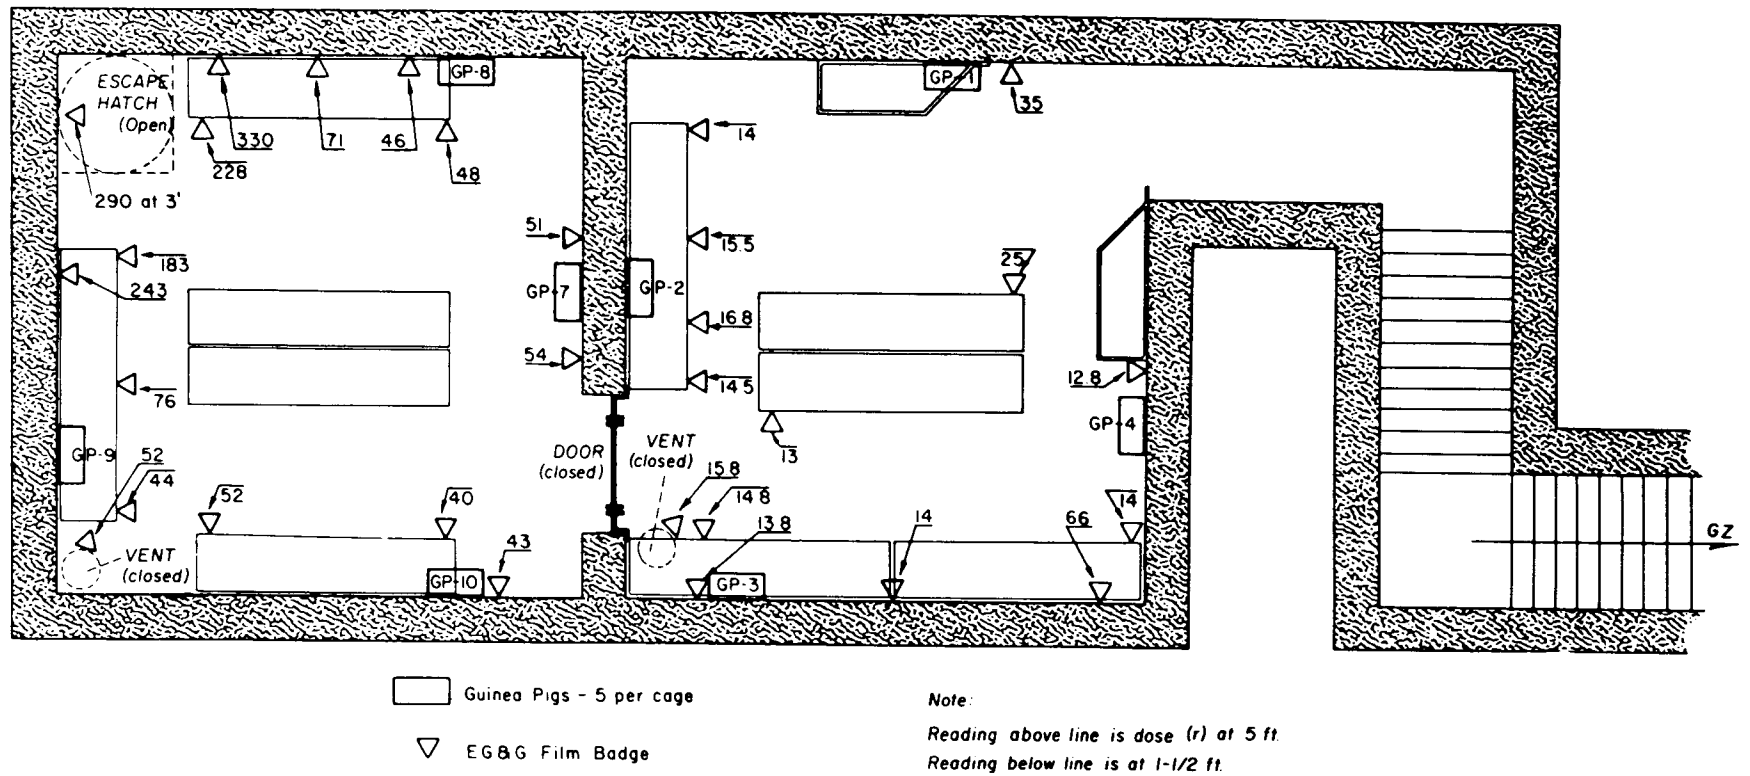 ESCAPE
HATCH
(Open)
GP-8
GP-1
330
71
46
228
48
290 at 3'
35
14
51
15.5
183
243
GP-7
GP-2
25
16.8
54
14.5
12.8
76
GP-4
GP-9
52
44
DOOR
(closed)
VENT
(closed)
13
15.8
14.8
13.8
14
66
14
52
40
43
VENT
(closed)
GP-10
GP-3
GZ
Guinea Pigs - 5 per cage
EG&G Film Badge
Note:
Reading above line is dose (r) at 5 ft.
Reading below line is at 1-1/2 ft.